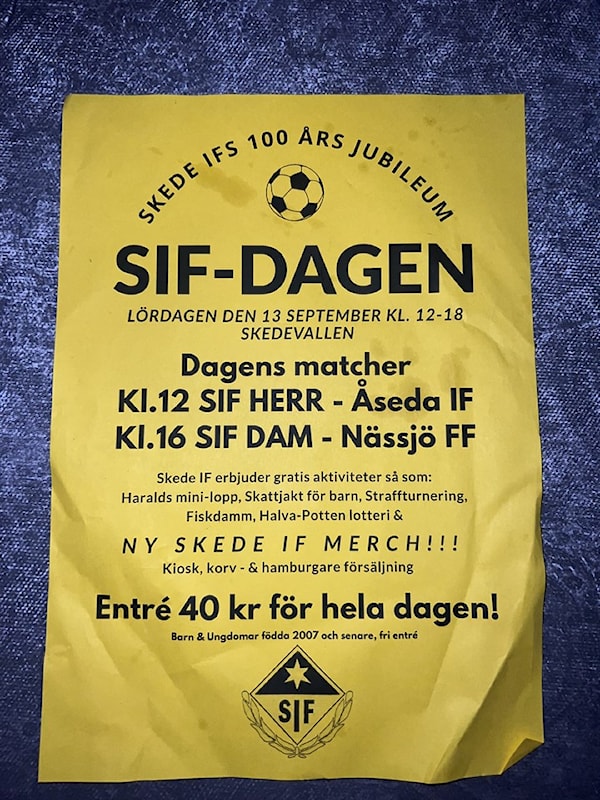 SKEDE IFS 100 ÅRS JUBILEUM
SIF-DAGEN
LÖRDAGEN DEN 13 SEPTEMBER KL. 12-18
SKEDEVALLEN
Dagens matcher
Kl.12 SIF HERR - Åseda IF
Kl.16 SIF DAM - Nässjö FF
Skede IF erbjuder gratis aktiviteter så som:
Haralds mini-lopp, Skattjakt för barn, Straffturnering,
Fiskdamm, Halva-Potten lotteri &
NY SKEDE IF MERCH!!!
Kiosk, korv - & hamburgare försäljning
Entré 40 kr för hela dagen!
Barn & Ungdomar födda 2007 och senare, fri entré
SIF